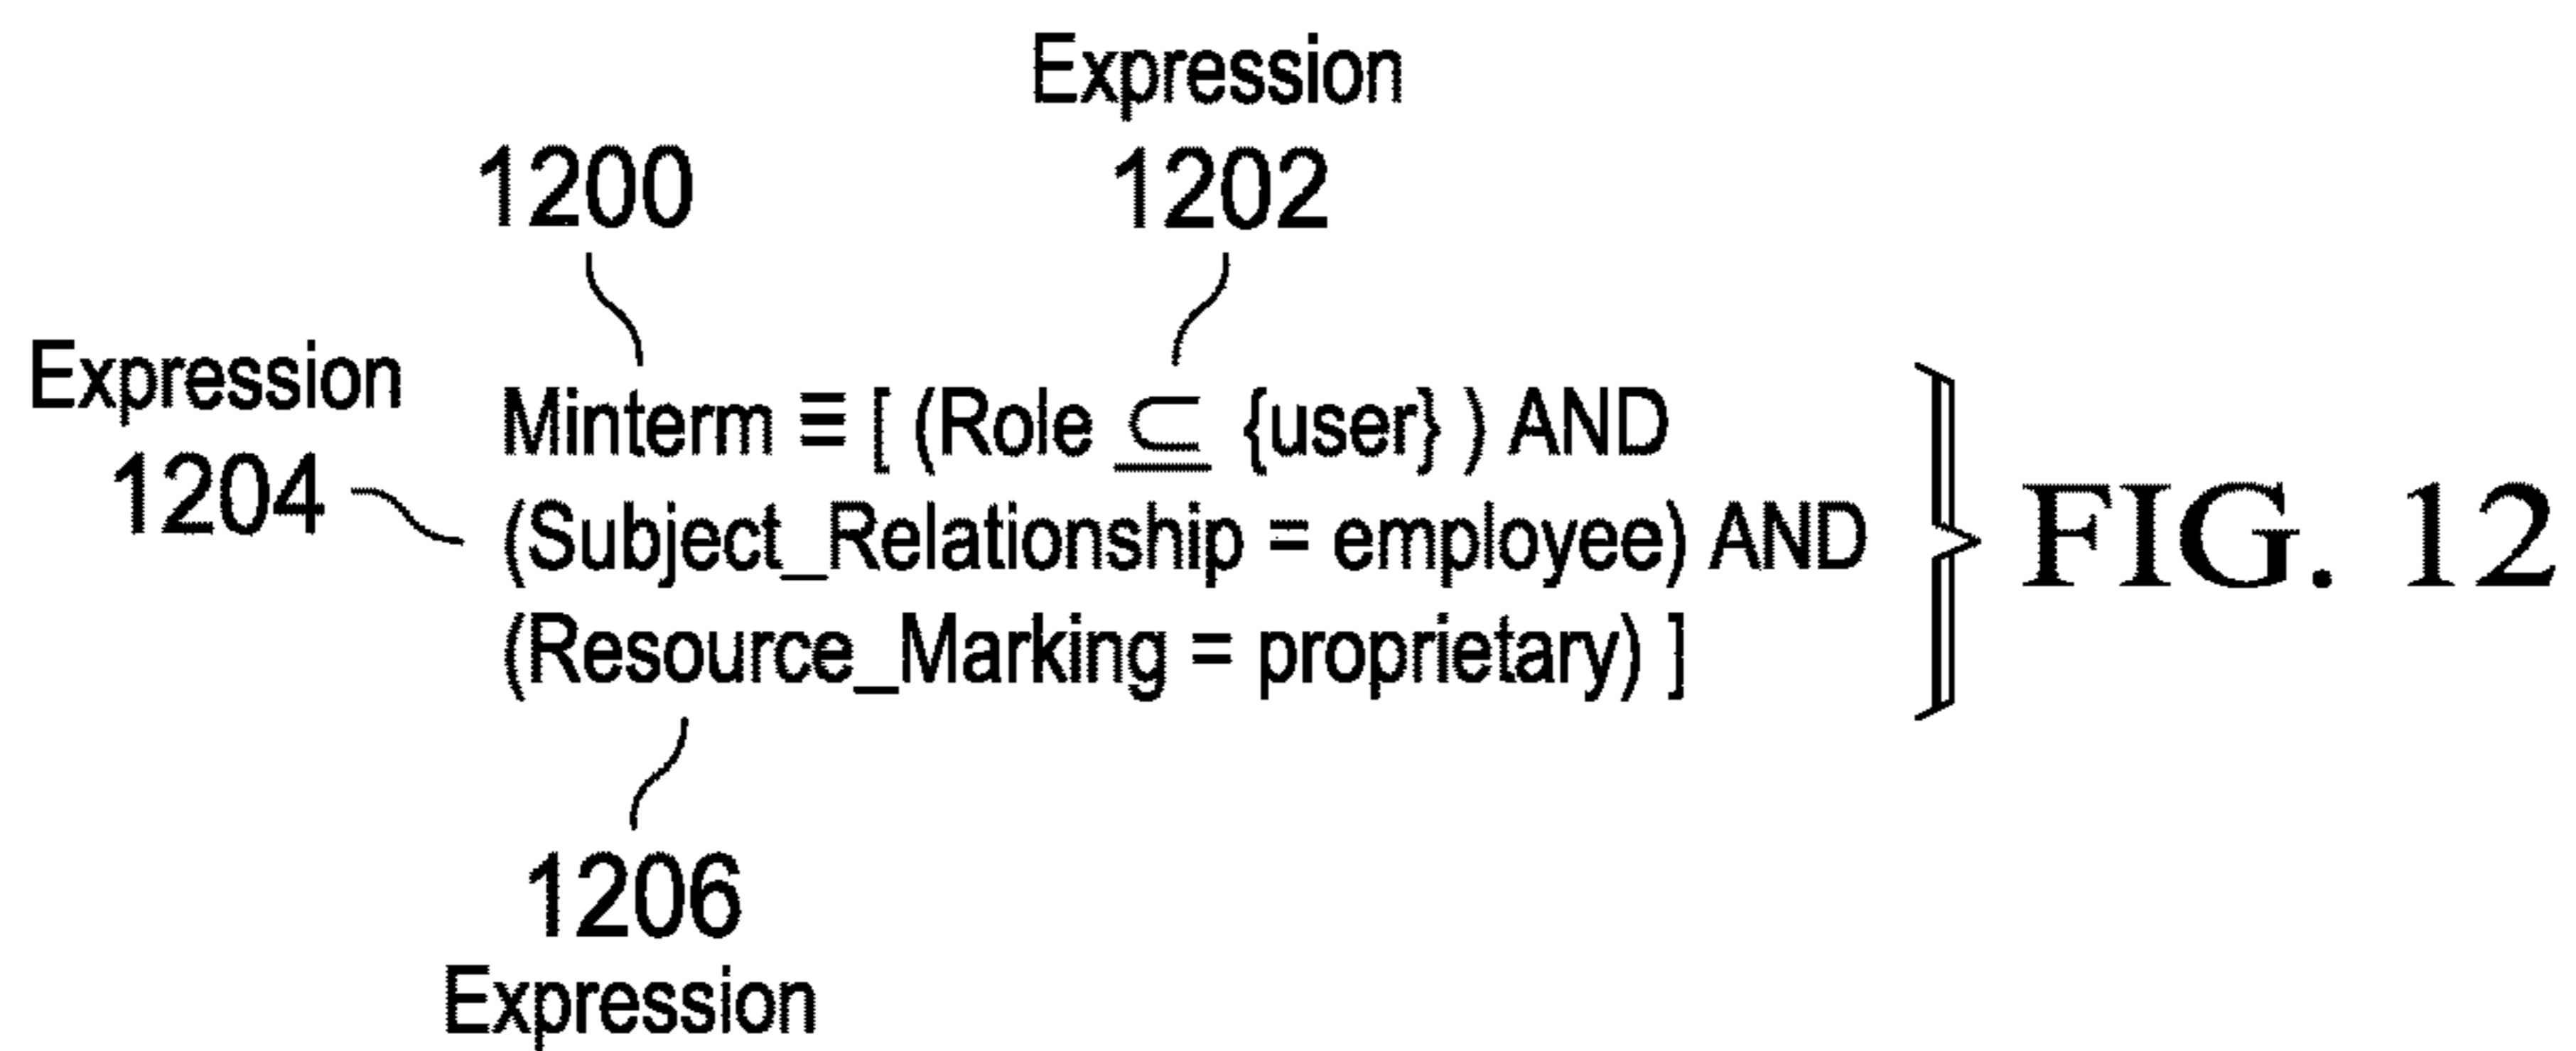 Expression
1200 1202
Expression
1204
Minterm ≡ [ (Role ⊆ {user} ) AND
(Subject_Relationship = employee) AND
(Resource_Marking = proprietary) ]
FIG. 12
1206
Expression